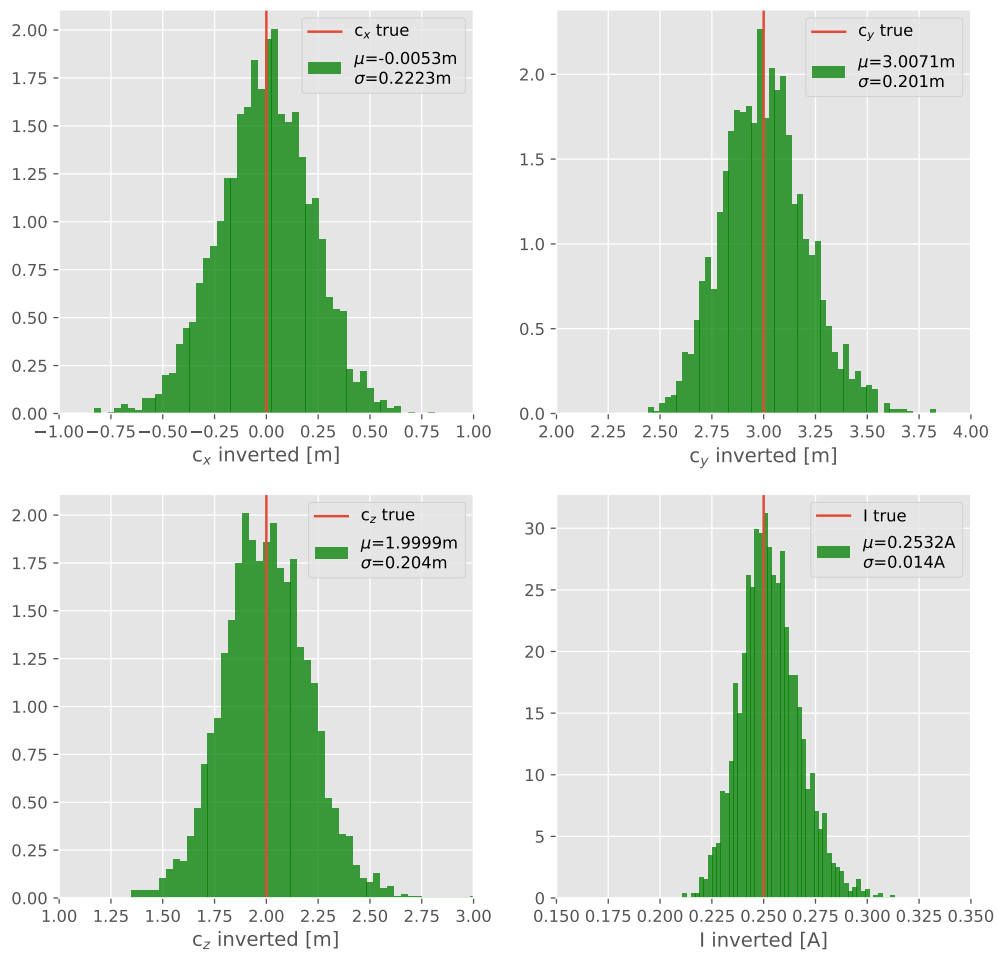 2.00
1.75
1.50
1.25
1.00
0.75
0.50
0.25
0.00
c_x true
μ=-0.0053m
σ=0.2223m
−1.00 −0.75 −0.50 −0.25 0.00 0.25 0.50 0.75 1.00
c_x inverted [m]
2.0
1.5
1.0
0.5
0.0
c_y true
μ=3.0071m
σ=0.201m
2.00 2.25 2.50 2.75 3.00 3.25 3.50 3.75 4.00
c_y inverted [m]
2.00
1.75
1.50
1.25
1.00
0.75
0.50
0.25
0.00
c_z true
μ=1.9999m
σ=0.204m
1.00 1.25 1.50 1.75 2.00 2.25 2.50 2.75 3.00
c_z inverted [m]
30
25
20
15
10
5
0
I true
μ=0.2532A
σ=0.014A
0.150 0.175 0.200 0.225 0.250 0.275 0.300 0.325 0.350
I inverted [A]